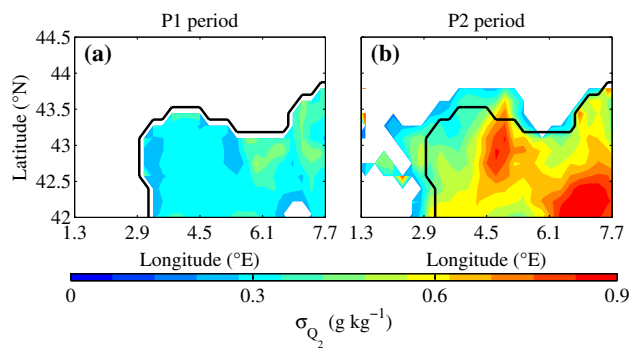 P1 period
P2 period
(a)
(b)
44.5
44
43.5
43
42.5
42
Latitude (°N)
1.3 2.9 4.5 6.1 7.7
1.3 2.9 4.5 6.1 7.7
Longitude (°E)
Longitude (°E)
0 0.3 0.6 0.9
σ_Q₂ (g kg⁻¹)